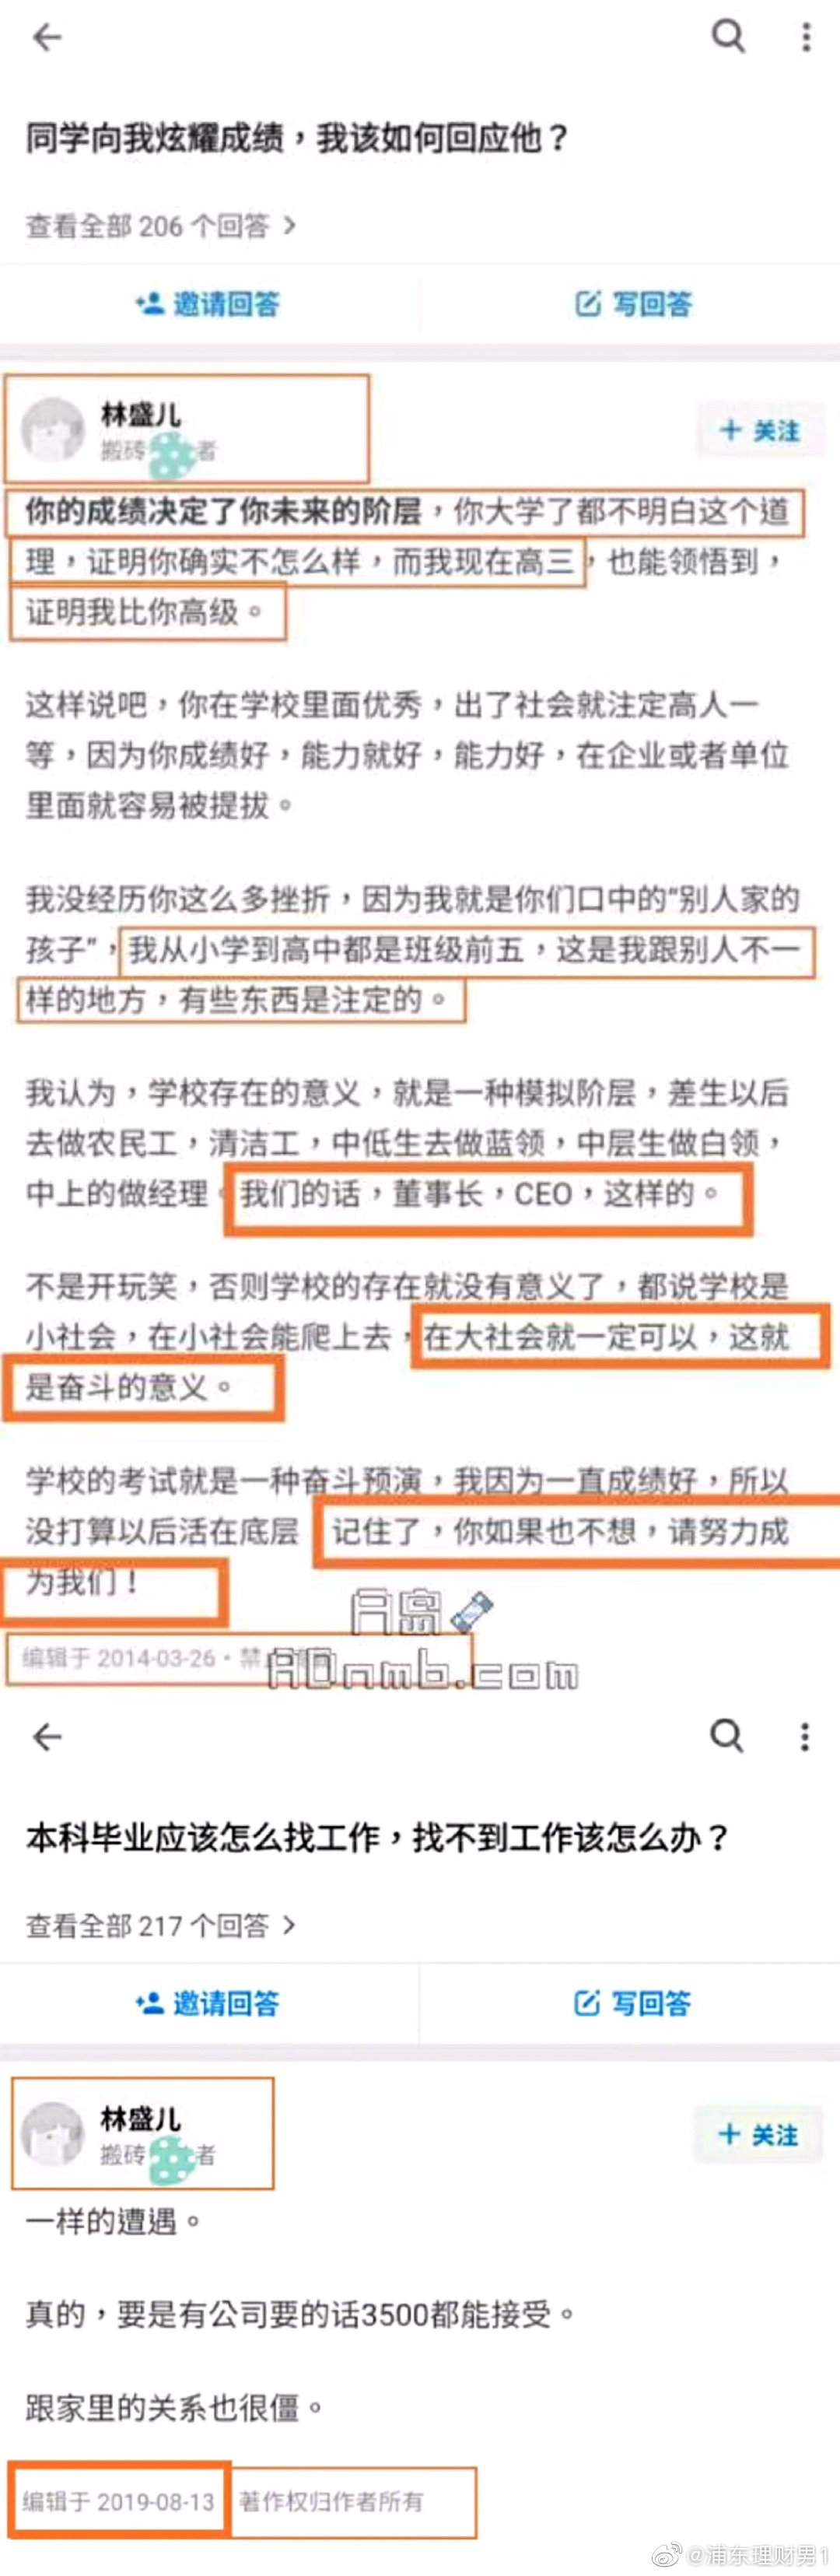 同学向我炫耀成绩，我该如何回应他？
查看全部 206 个回答
邀请回答
写回答
林盛儿
搬砖 者
+ 关注
你的成绩决定了你未来的阶层，你大学了都不明白这个道
理，证明你确实不怎么样，而我现在高三，也能领悟到，
证明我比你高级。
这样说吧，你在学校里面优秀，出了社会就注定高人一
等，因为你成绩好，能力就好，能力好，在企业或者单位
里面就容易被提拔。
我没经历你这么多挫折，因为我就是你们口中的“别人家的
孩子”，我从小学到高中都是班级前五，这是我跟别人不一
样的地方，有些东西是注定的。
我认为，学校存在的意义，就是一种模拟阶层，差生以后
去做农民工，清洁工，中低生去做蓝领，中层生做白领，
中上的做经理。我们的话，董事长，CEO，这样的。
不是开玩笑，否则学校的存在就没有意义了，都说学校是
小社会，在小社会能爬上去，在大社会就一定可以，这就
是奋斗的意义。
学校的考试就是一种奋斗预演，我因为一直成绩好，所以
没打算以后活在底层 记住了，你如果也不想，请努力成
为我们！
A岛
编辑于 2014-03-26 · 禁
ADnmb.com
本科毕业应该怎么找工作，找不到工作该怎么办？
查看全部 217 个回答
邀请回答
写回答
林盛儿
搬砖 者
+ 关注
一样的遭遇。
真的，要是有公司要的话3500都能接受。
跟家里的关系也很僵。
编辑于 2019-08-13 著作权归作者所有
@浦东理财男1